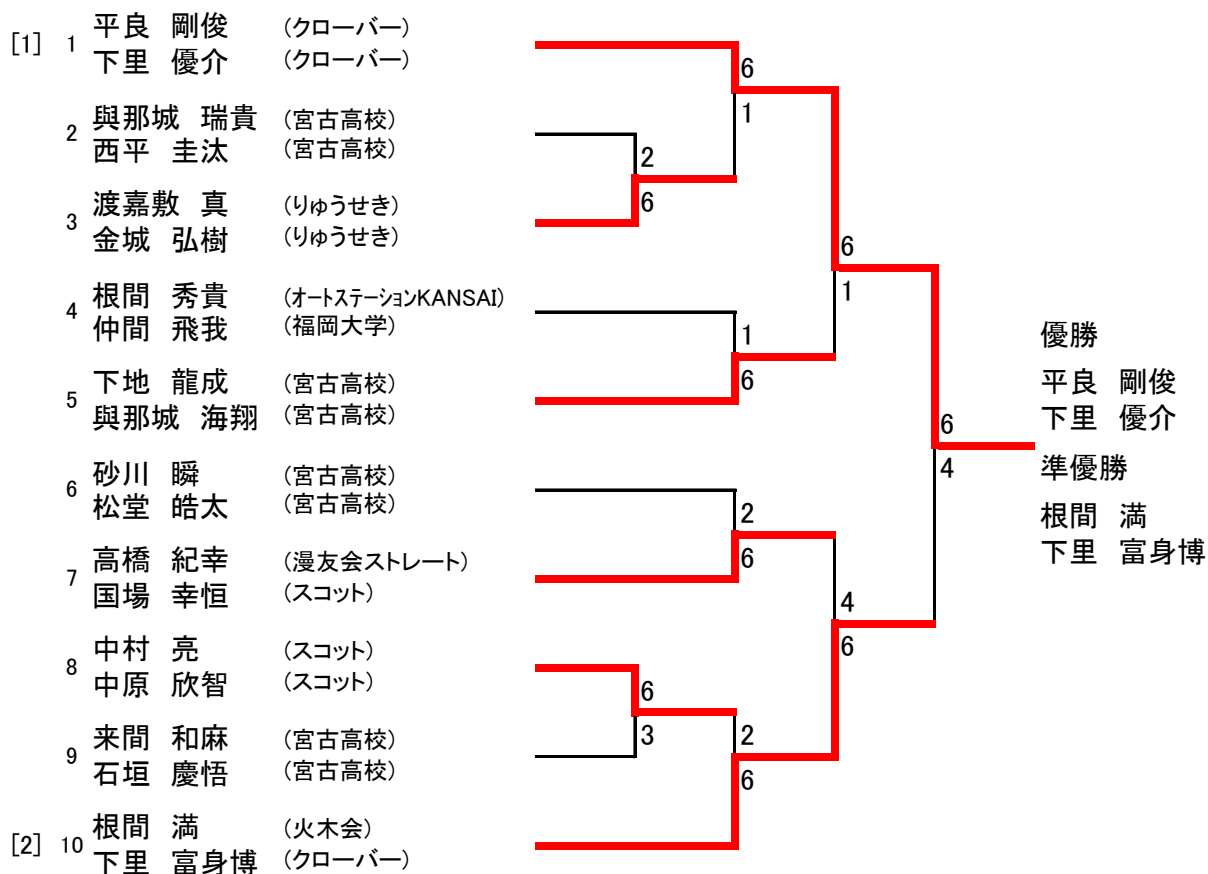 [1] 1 平良 剛俊 (クローバー)
下里 優介 (クローバー)
2 與那城 瑞貴 (宮古高校)
西平 圭汰 (宮古高校)
3 渡嘉敷 真 (りゅうせき)
金城 弘樹 (りゅうせき)
4 根間 秀貴 (オートステーションKANSAI)
仲間 飛我 (福岡大学)
5 下地 龍成 (宮古高校)
與那城 海翔 (宮古高校)
6 砂川 瞬 (宮古高校)
松堂 皓太 (宮古高校)
7 高橋 紀幸 (漫友会ストレート)
国場 幸恒 (スコット)
8 中村 亮 (スコット)
中原 欣智 (スコット)
9 来間 和麻 (宮古高校)
石垣 慶悟 (宮古高校)
[2] 10 根間 満 (火木会)
下里 富身博 (クローバー)
2
6
6
3
6
1
1
6
2
6
2
6
6
1
4
6
6
4
優勝
平良 剛俊
下里 優介
準優勝
根間 満
下里 富身博